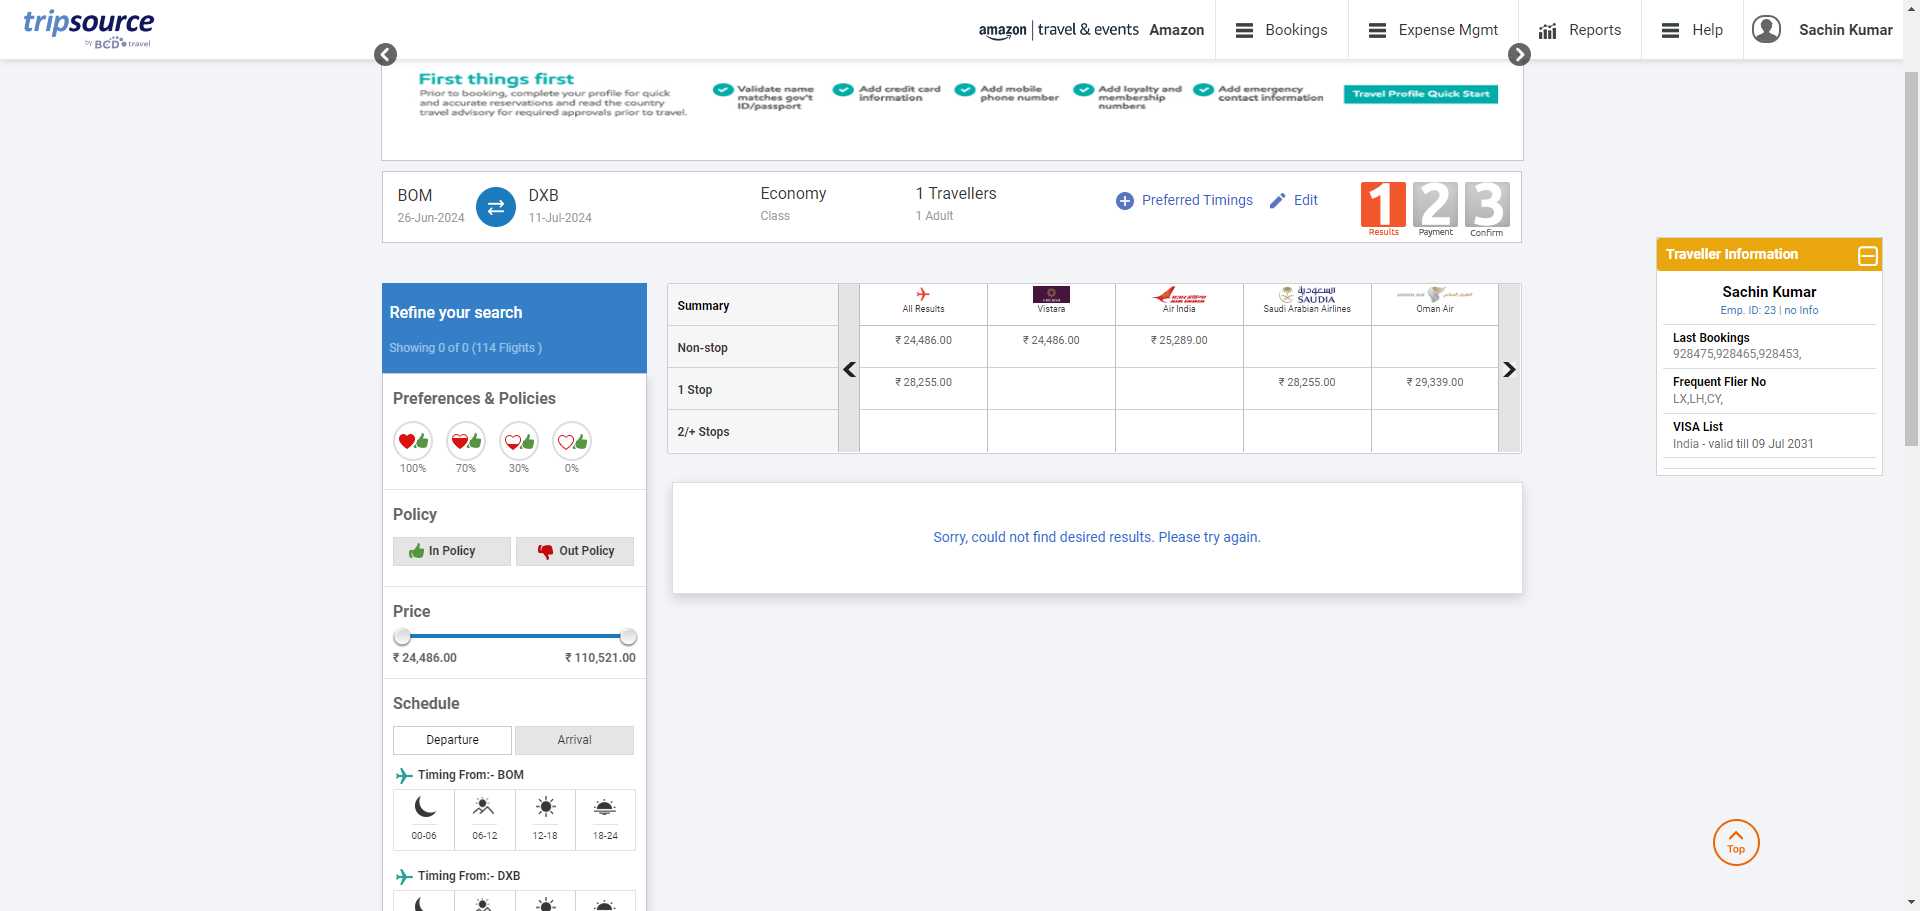 tripsource
by BCD travel
amazon travel & events Amazon
Bookings
Expense Mgmt
Reports
Help
Sachin Kumar
First things first
Prior to booking, complete your profile for quick
and accurate reservations and read the country
travel advisory for required approvals prior to travel.
Validate name
matches gov't
ID/passport
Add credit card
information
Add mobile
phone number
Add loyalty and
membership
numbers
Add emergency
contact information
Travel Profile Quick Start
BOM
26-Jun-2024
DXB
11-Jul-2024
Economy
Class
1 Travellers
1 Adult
Preferred Timings
Edit
1
Results
2
Payment
3
Confirm
Traveller Information
Sachin Kumar
Emp. ID: 23 | no Info
Last Bookings
928475,928465,928453,
Frequent Flier No
LX,LH,CY,
VISA List
India - valid till 09 Jul 2031
Refine your search
Showing 0 of 0 (114 Flights )
Preferences & Policies
100% 70% 30% 0%
Policy
In Policy Out Policy
Price
₹ 24,486.00 ₹ 110,521.00
Schedule
Departure Arrival
Timing From:- BOM
00-06 06-12 12-18 18-24
Timing From:- DXB
Summary
All Results
Vistara
Air India
السعودية
SAUDIA
Saudi Arabian Airlines
Oman Air
Non-stop ₹ 24,486.00 ₹ 24,486.00 ₹ 25,289.00
1 Stop ₹ 28,255.00 ₹ 28,255.00 ₹ 29,339.00
2/+ Stops
Sorry, could not find desired results. Please try again.
Top